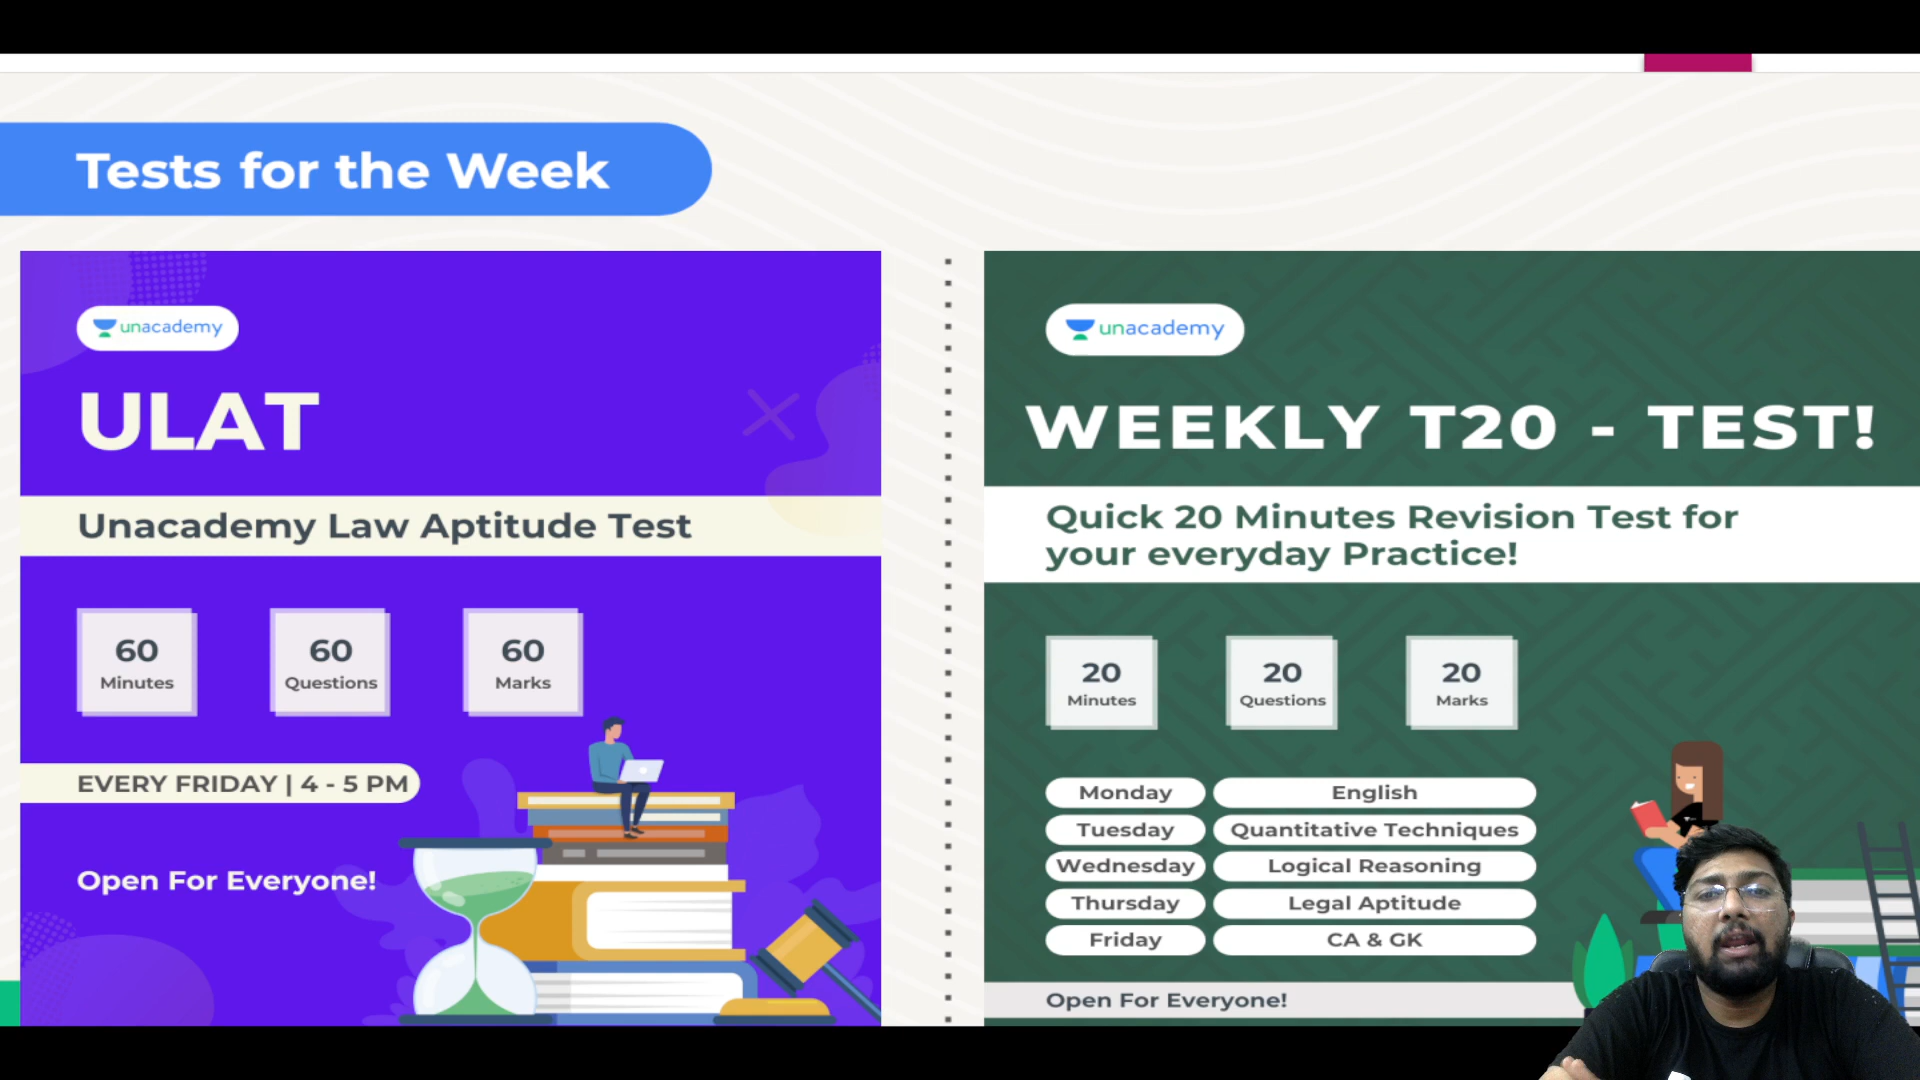 Tests for the Week
unacademy
ULAT
Unacademy Law Aptitude Test
60
Minutes
60
Questions
60
Marks
EVERY FRIDAY | 4 - 5 PM
Open For Everyone!
unacademy
WEEKLY T20 - TEST!
Quick 20 Minutes Revision Test for
your everyday Practice!
20
Minutes
20
Questions
20
Marks
Monday English
Tuesday Quantitative Techniques
Wednesday Logical Reasoning
Thursday Legal Aptitude
Friday CA & GK
Open For Everyone!